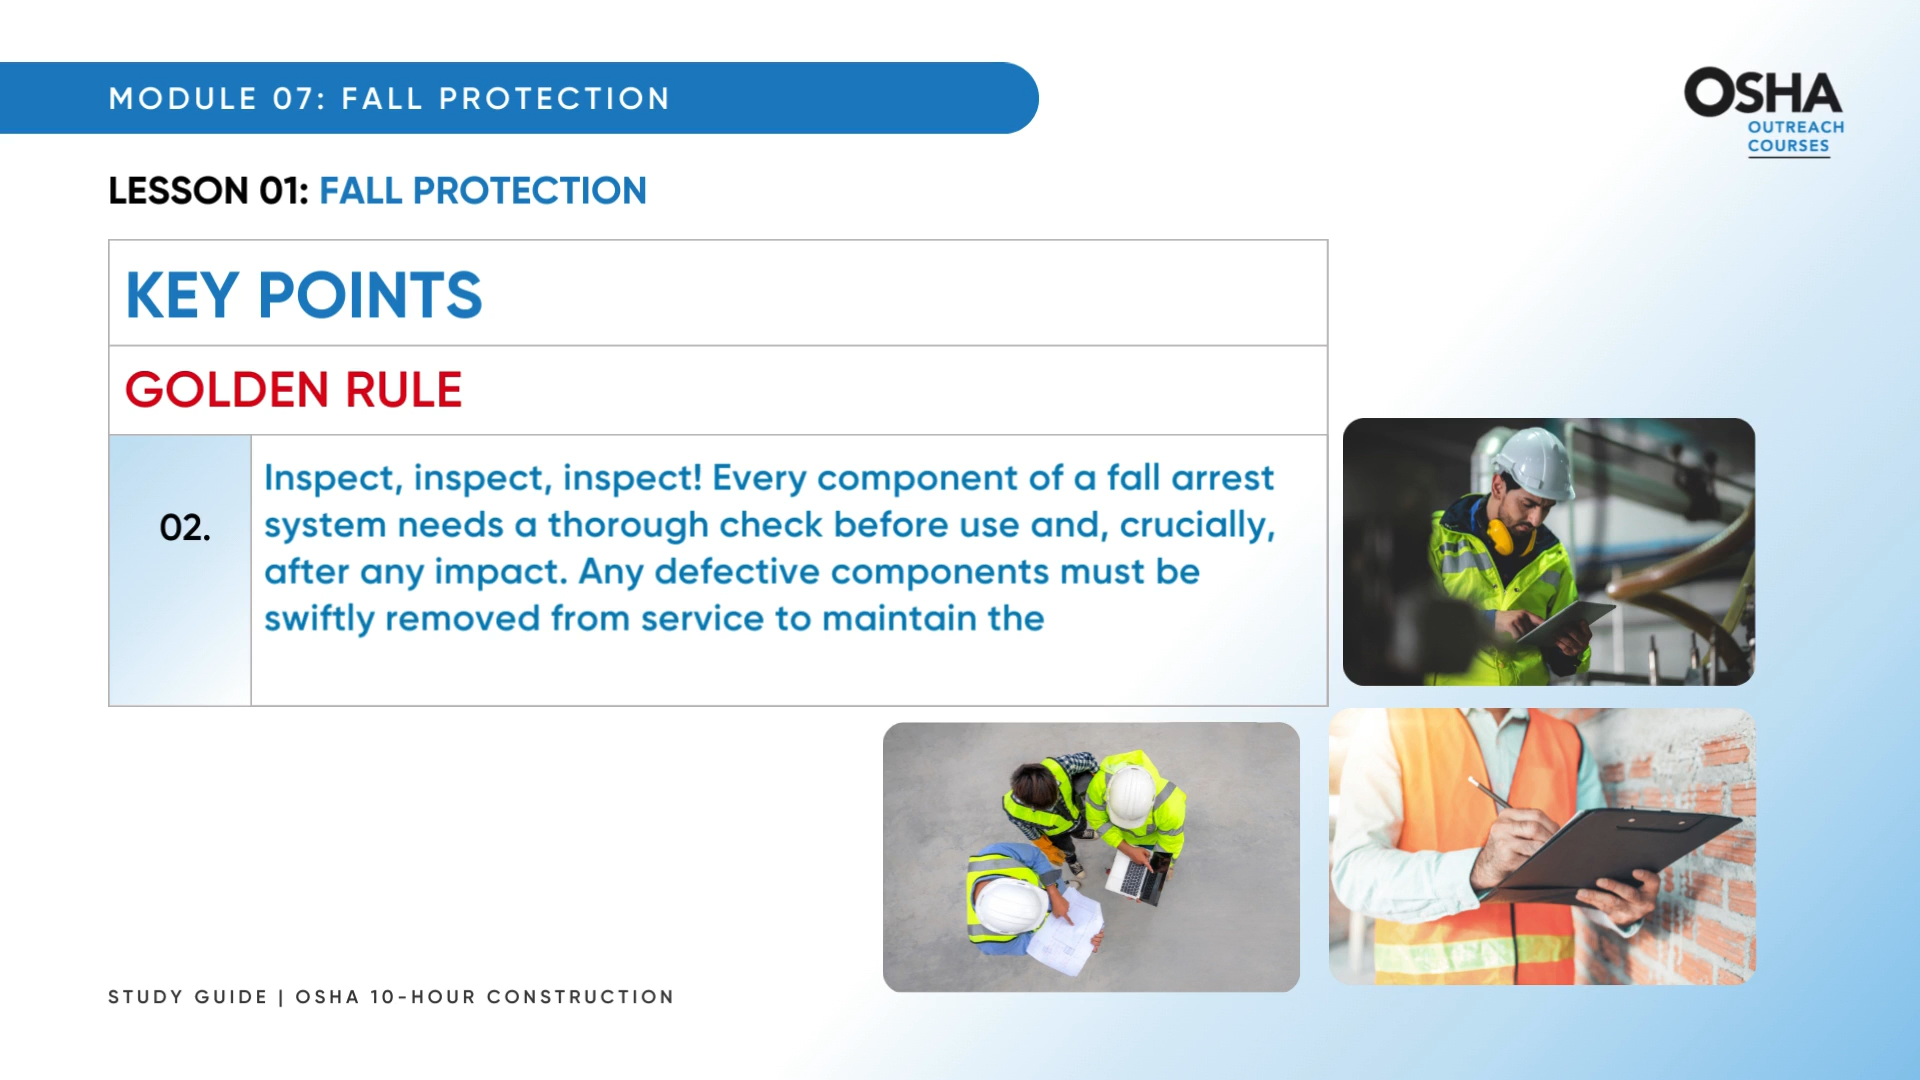 MODULE 07: FALL PROTECTION
OSHA
OUTREACH
COURSES
LESSON 01: FALL PROTECTION
KEY POINTS
GOLDEN RULE
02.
Inspect, inspect, inspect! Every component of a fall arrest
system needs a thorough check before use and, crucially,
after any impact. Any defective components must be
swiftly removed from service to maintain the
STUDY GUIDE | OSHA 10-HOUR CONSTRUCTION